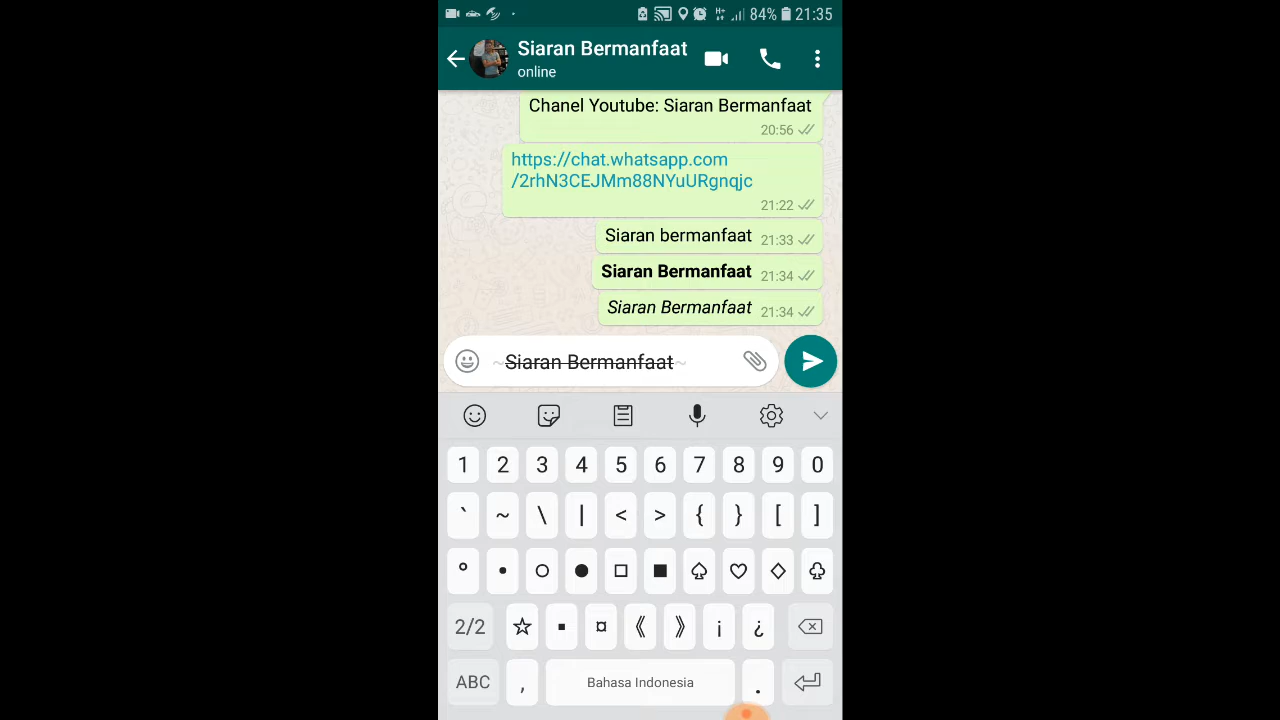 84% 21:35
Siaran Bermanfaat
online
Chanel Youtube: Siaran Bermanfaat
20:56
https://chat.whatsapp.com
/2rhN3CEJMm88NYuURgnqjc
21:22
Siaran bermanfaat 21:33
Siaran Bermanfaat 21:34
Siaran Bermanfaat 21:34
~Siaran Bermanfaat~
1 2 3 4 5 6 7 8 9 0
` ~ \ | < > { } [ ]
° • ○ ● □ ■ ♤ ♡ ◇ ♧
2/2 ☆ ▪ ¤ 《 》 ¡ ¿
ABC , Bahasa Indonesia .